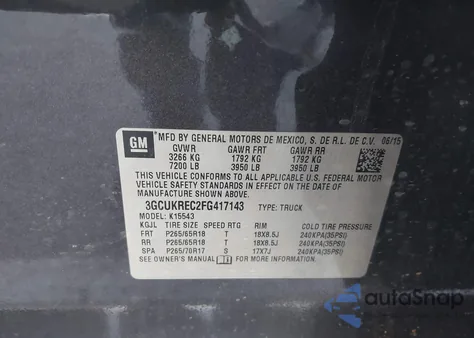 GM
*MFD BY GENERAL MOTORS DE MEXICO, S. DE R.L. DE C.V. 06/15
GVWR GAWR FRT GAWR RR
3266 KG 1792 KG 1792 KG
7200 LB 3950 LB 3950 LB
THIS VEHICLE CONFORMS TO ALL APPLICABLE U.S. FEDERAL MOTOR
VEHICLE SAFETY STANDARDS IN EFFECT ON THE DATE OF
MANUFACTURE SHOWN ABOVE.
3GCUKREC2FG417143 TYPE: TRUCK
MODEL: K15543
KGJL TIRE SIZE SPEED RTG RIM COLD TIRE PRESSURE
FRT P265/65R18 T 18X8.5J 240KPA(35PSI)
RR P265/65R18 T 18X8.5J 240KPA(35PSI)
SPA P265/70R17 S 17X7J 240KPA(35PSI)
SEE OWNER'S MANUAL
autoSnap